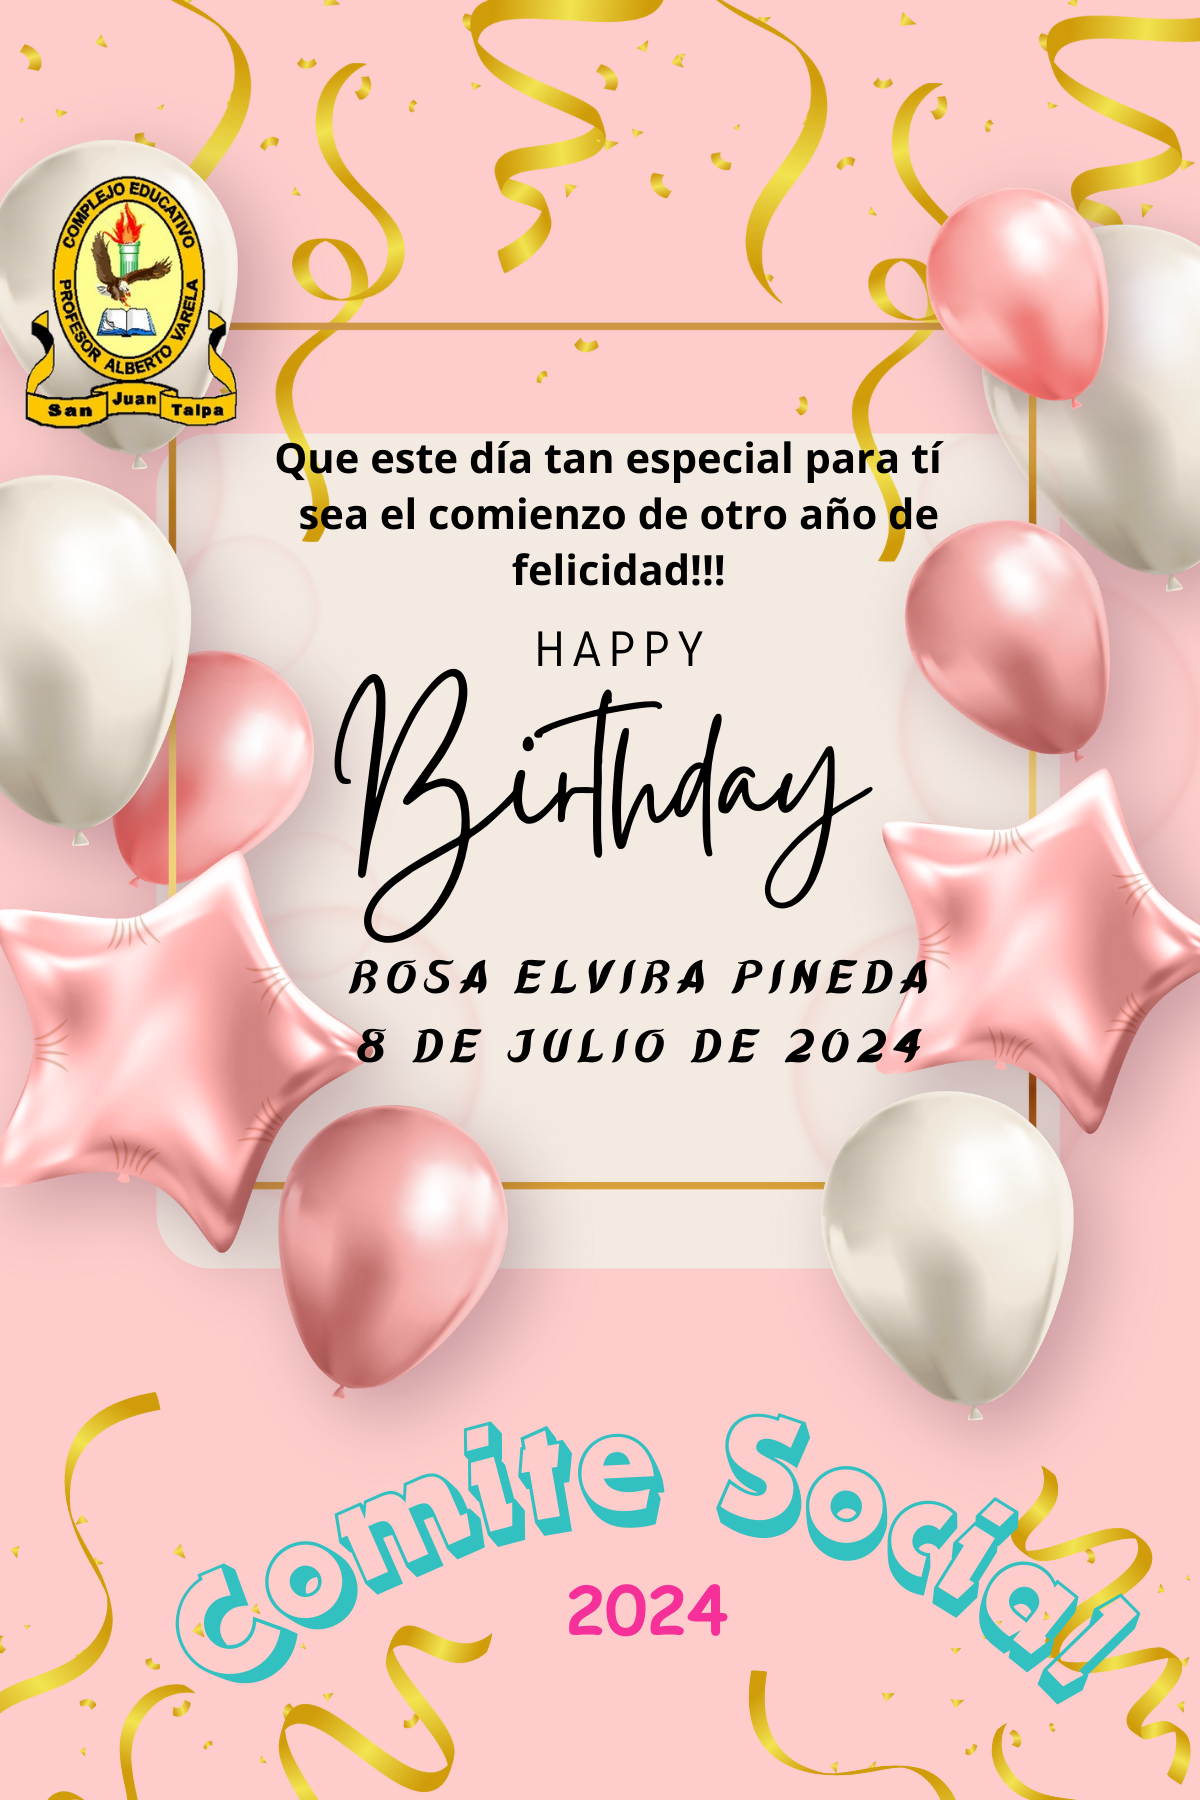 COMPLEJO EDUCATIVO
PROFESOR ALBERTO VARELA
San Juan Talpa
Que este día tan especial para tí
sea el comienzo de otro año de
felicidad!!!
HAPPY
Birthday
ROSA ELVIRA PINEDA
8 DE JULIO DE 2024
Comite Social
2024